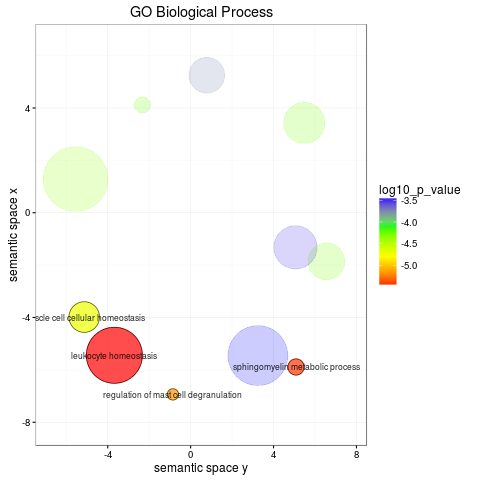 GO Biological Process
semantic space x
4
0
-4
-8
scle cell cellular homeostasis
leukocyte homeostasis
sphingomyelin metabolic process
regulation of mast cell degranulation
-4
0
4
8
semantic space y
log10_p_value
-3.5
-4.0
-4.5
-5.0